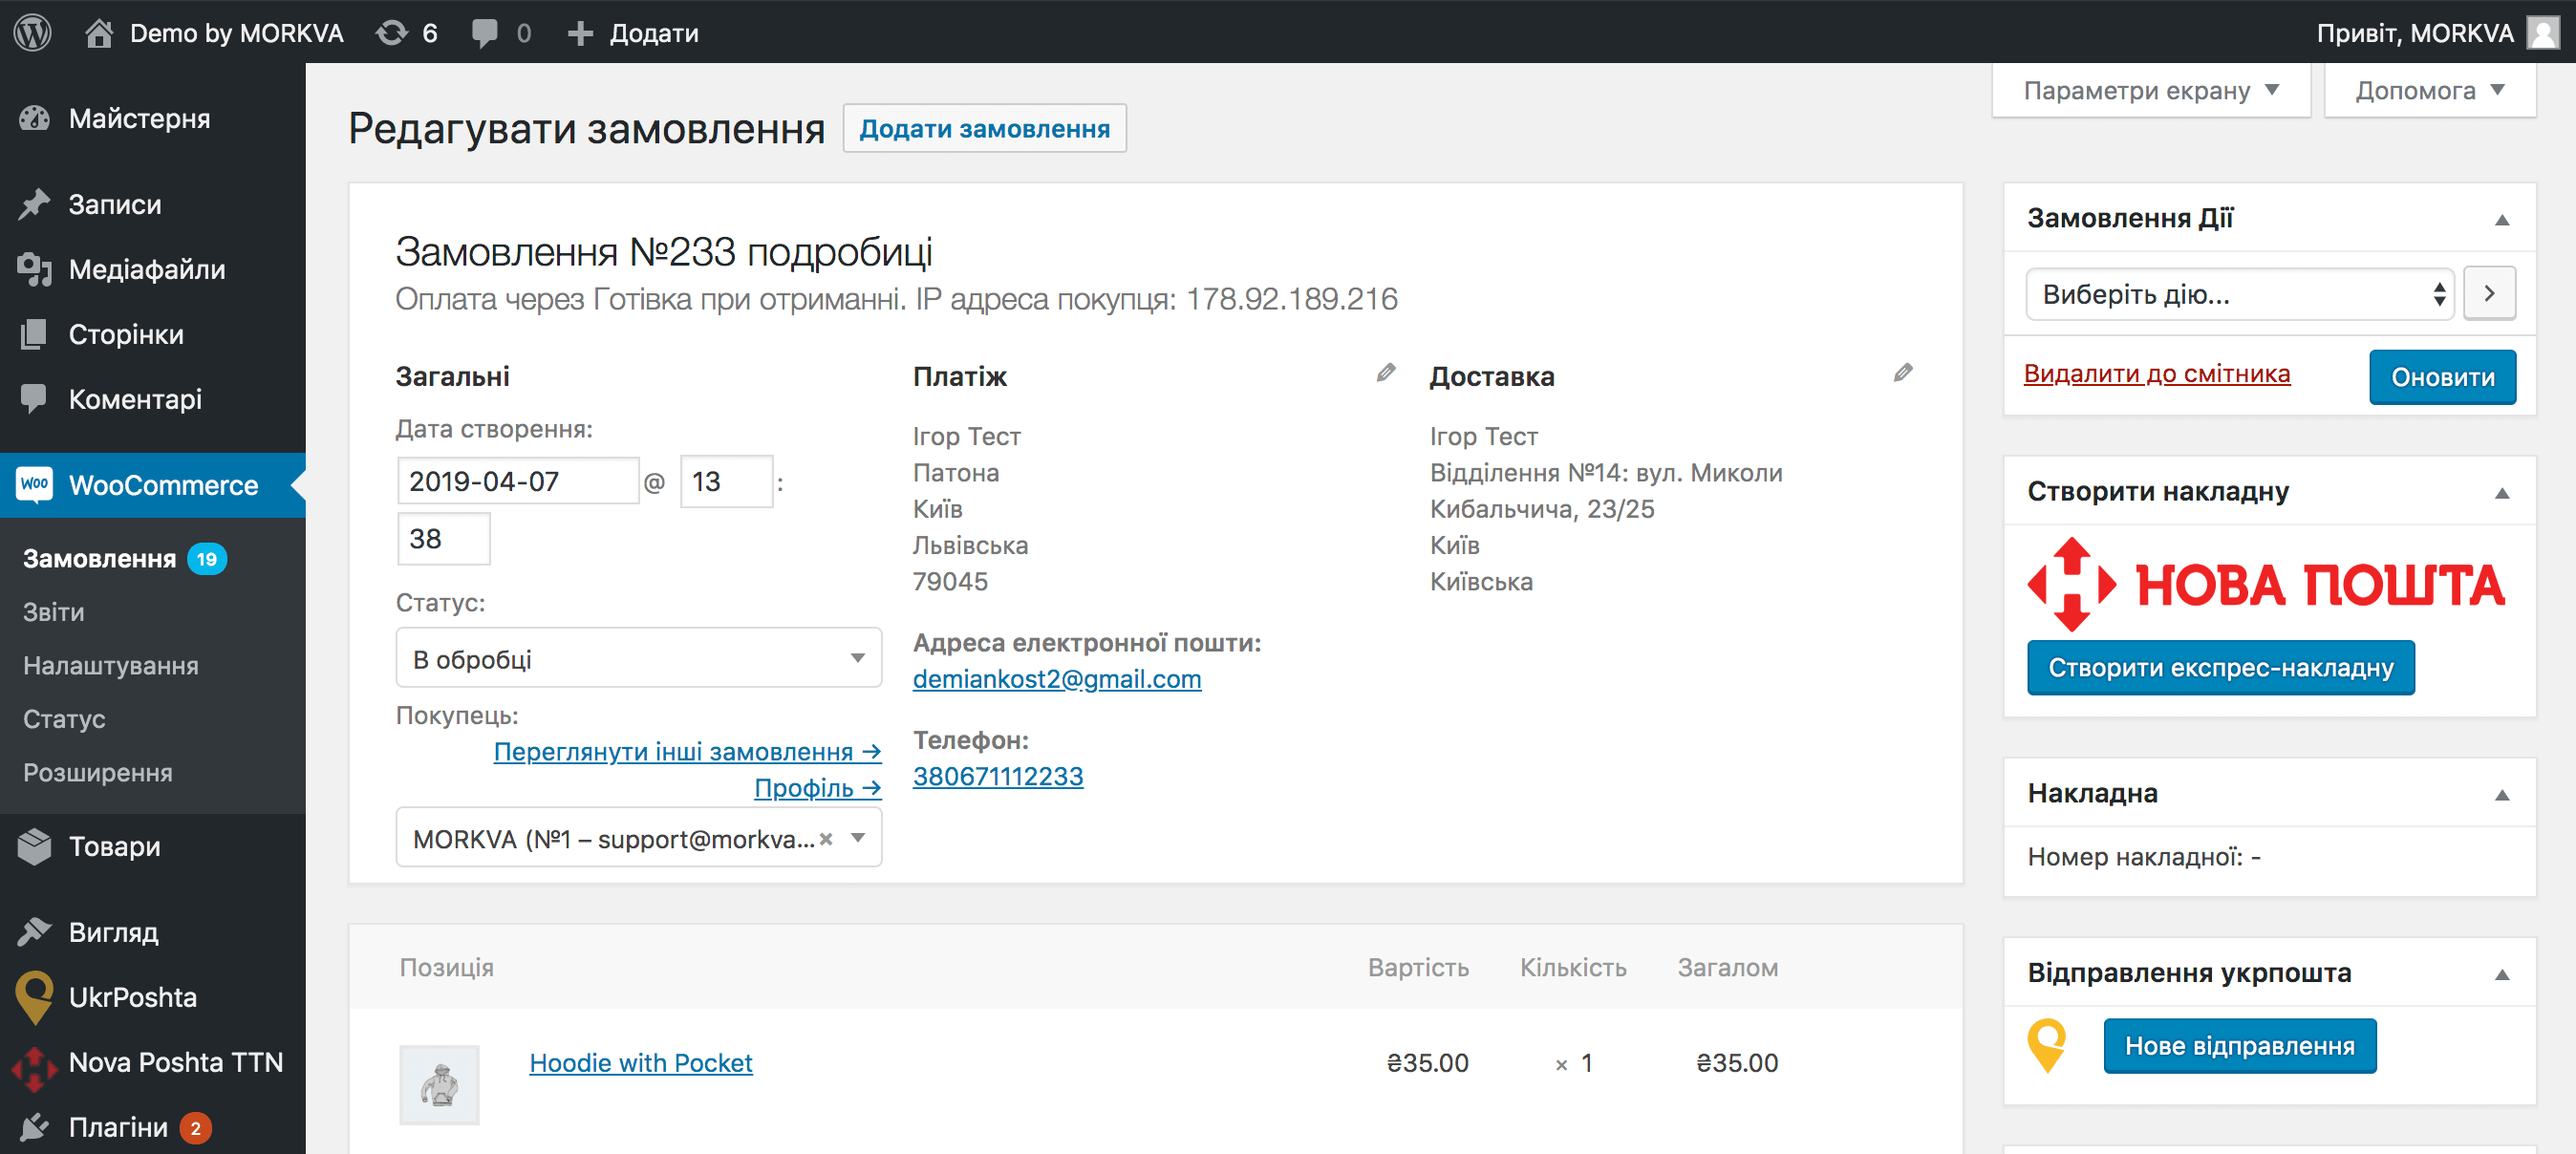 Demo by MORKVA
6
0
Додати
Привіт, MORKVA
Майстерня
Записи
Медіафайли
Сторінки
Коментарі
Woo
WooCommerce
Замовлення 19
Звіти
Налаштування
Статус
Розширення
Товари
Вигляд
UkrPoshta
Nova Poshta TTN
Плагіни 2
Параметри екрану
Допомога
Редагувати замовлення
Додати замовлення
Замовлення №233 подробиці
Оплата через Готівка при отриманні. IP адреса покупця: 178.92.189.216
Загальні
Дата створення:
2019-04-07 @ 13 :
38
Статус:
В обробці
Покупець:
Переглянути інші замовлення →
Профіль →
MORKVA (№1 – support@morkva... ×
Платіж
Ігор Тест
Патона
Київ
Львівська
79045
Адреса електронної пошти:
demiankost2@gmail.com
Телефон:
380671112233
Доставка
Ігор Тест
Відділення №14: вул. Миколи
Кибальчича, 23/25
Київ
Київська
Позиція Вартість Кількість Загалом
Hoodie with Pocket ₴35.00 × 1 ₴35.00
Замовлення Дії
Виберіть дію...
Видалити до смітника
Оновити
Створити накладну
НОВА ПОШТА
Створити експрес-накладну
Накладна
Номер накладної: -
Відправлення укрпошта
Нове відправлення